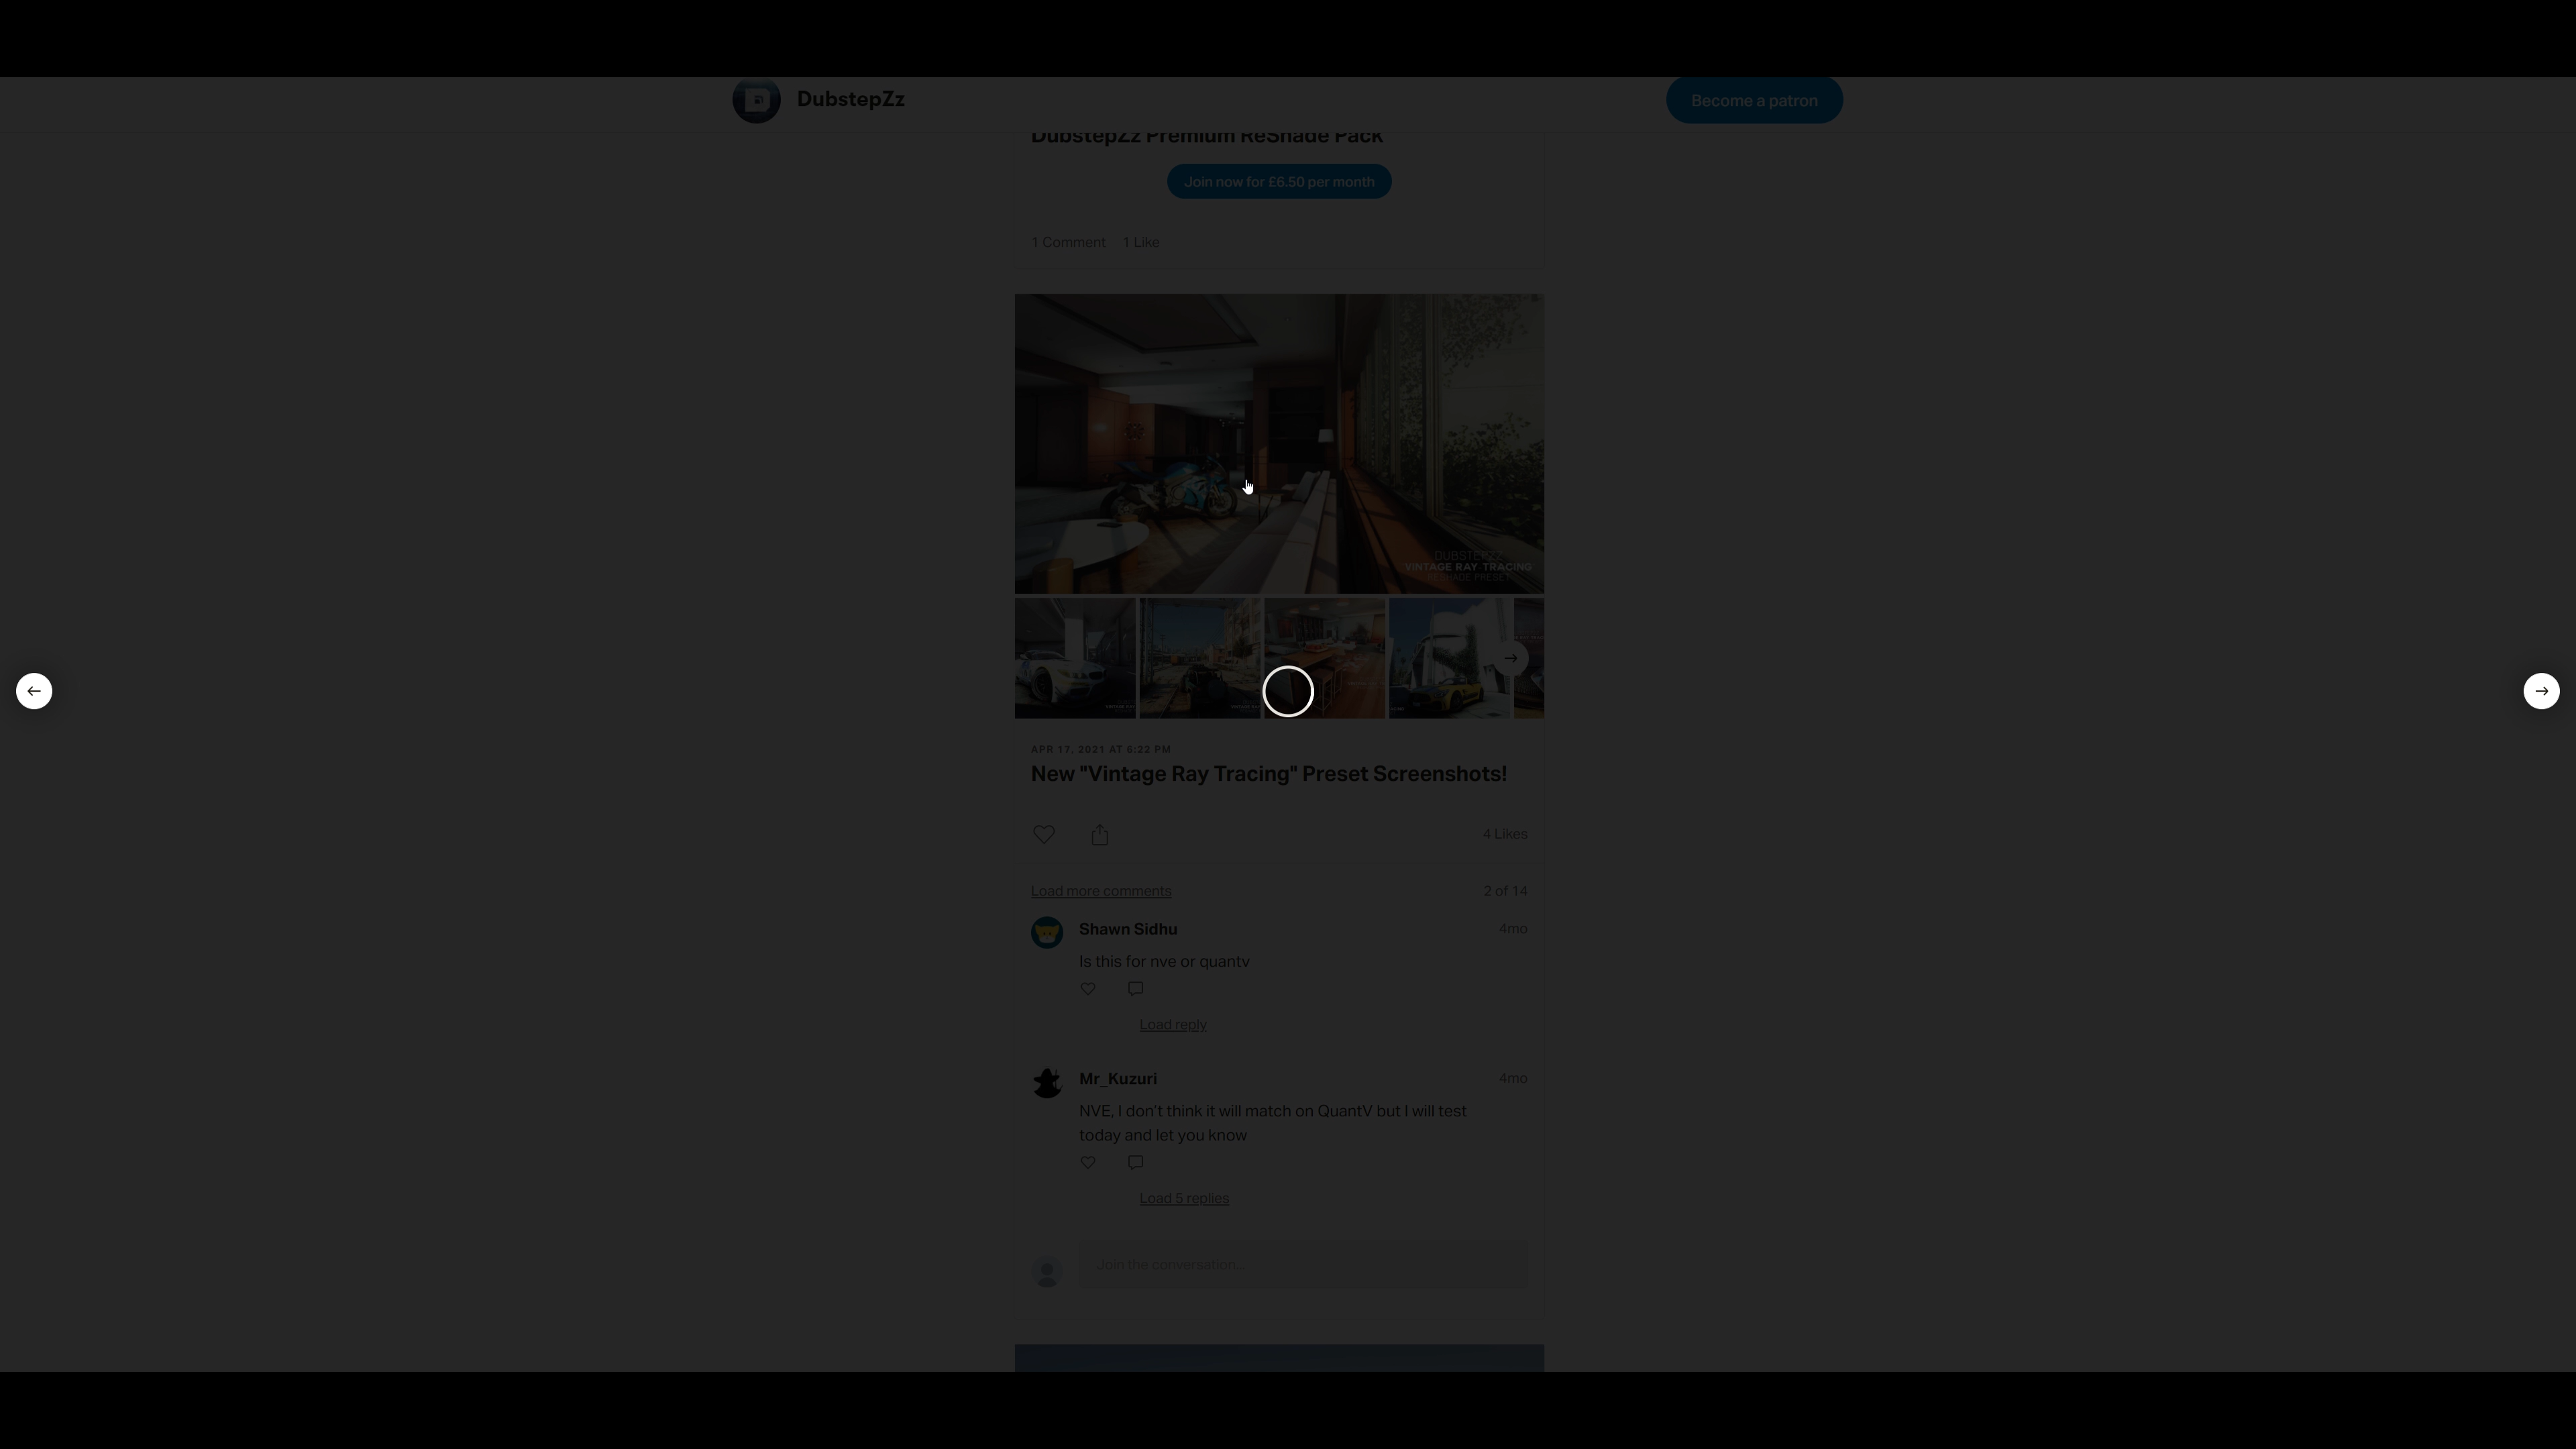 DubstepZz
Become a patron
DubstepZz Premium ReShade Pack
Join now for £6.50 per month
1 Comment 1 Like
DUBSTEPZZ
VINTAGE RAY TRACING
RESHADE PRESET
APR 17, 2021 AT 6:22 PM
New "Vintage Ray Tracing" Preset Screenshots!
4 Likes
Load more comments 2 of 14
Shawn Sidhu 4mo
Is this for nve or quantv
Load reply
Mr_Kuzuri 4mo
NVE, I don't think it will match on QuantV but I will test
today and let you know
Load 5 replies
Join the conversation...